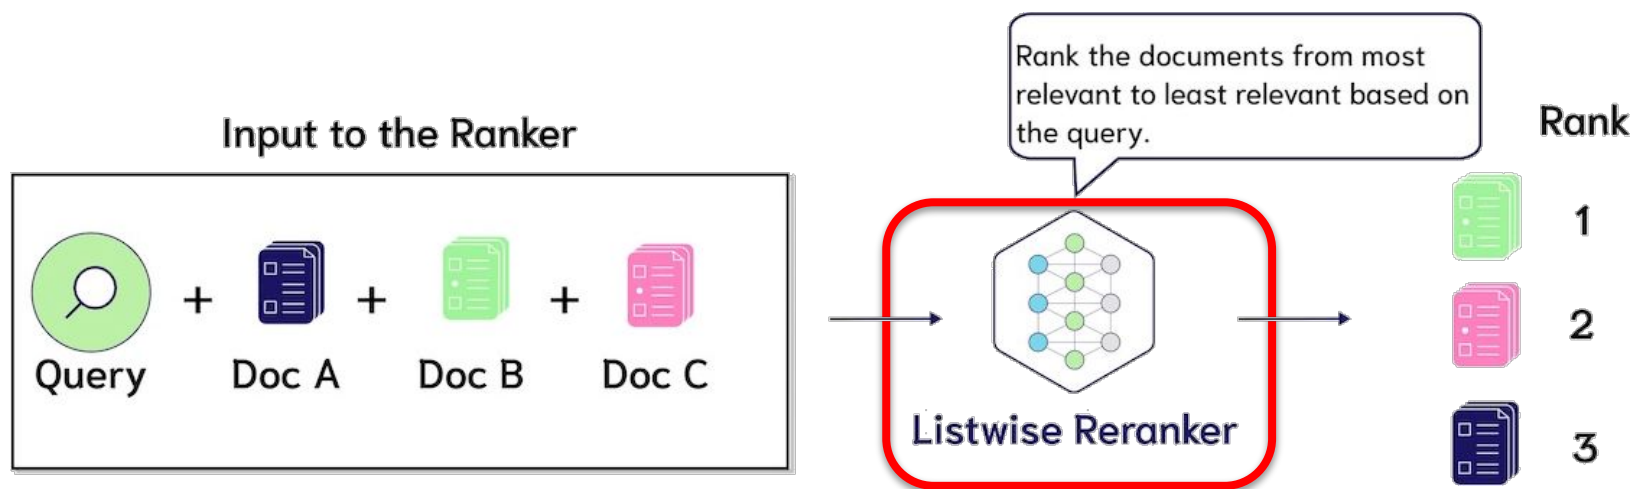 Input to the Ranker
Query + Doc A + Doc B + Doc C
Rank the documents from most
relevant to least relevant based on
the query.
Listwise Reranker
Rank
1
2
3